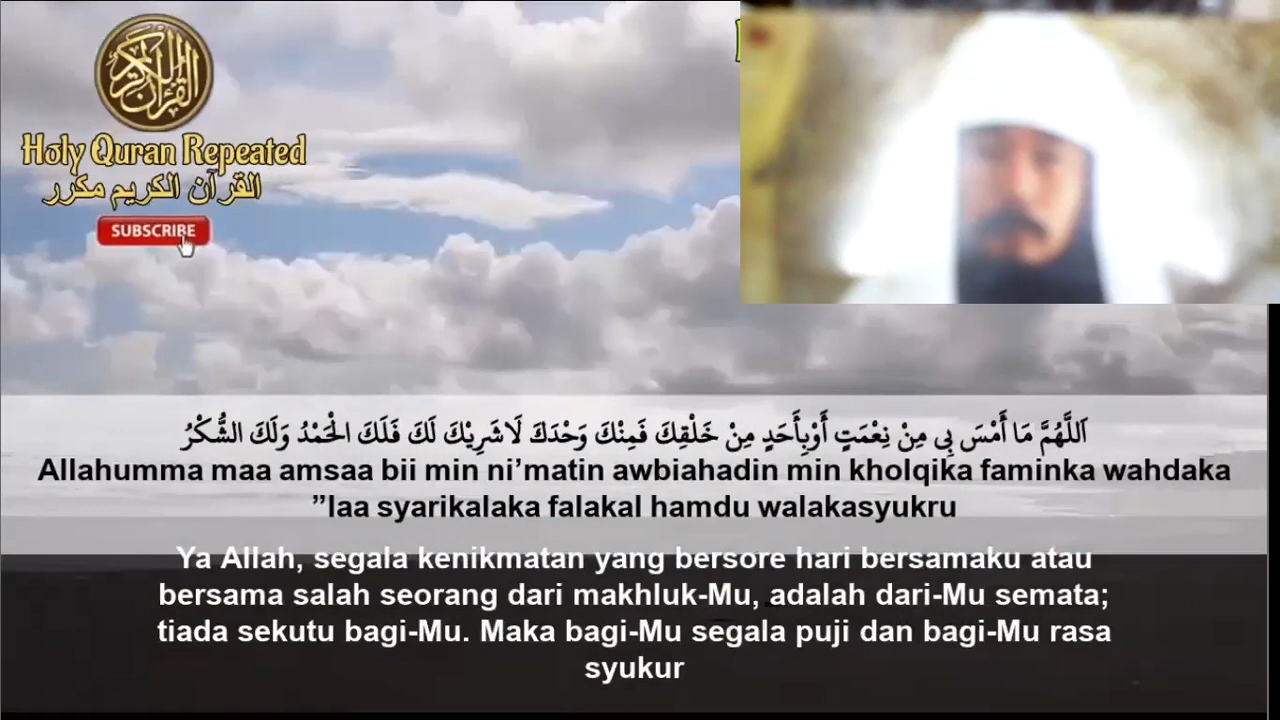 Holy Quran Repeated
القرآن الكريم مكرر
SUBSCRIBE
اَللَّهُمَّ مَا أَمْسَ بِى مِنْ نِعْمَتٍ أَوْبِأَحَدٍ مِنْ خَلْقِكَ فَمِنْكَ وَحْدَكَ لَاشَرِيْكَ لَكَ فَلَكَ الْحَمْدُ وَلَكَ الشُّكْرُ
Allahumma maa amsaa bii min ni’matin awbiahadin min kholqika faminka wahdaka
”laa syarikalaka falakal hamdu walakasyukru
Ya Allah, segala kenikmatan yang bersore hari bersamaku atau
bersama salah seorang dari makhluk-Mu, adalah dari-Mu semata;
tiada sekutu bagi-Mu. Maka bagi-Mu segala puji dan bagi-Mu rasa
syukur